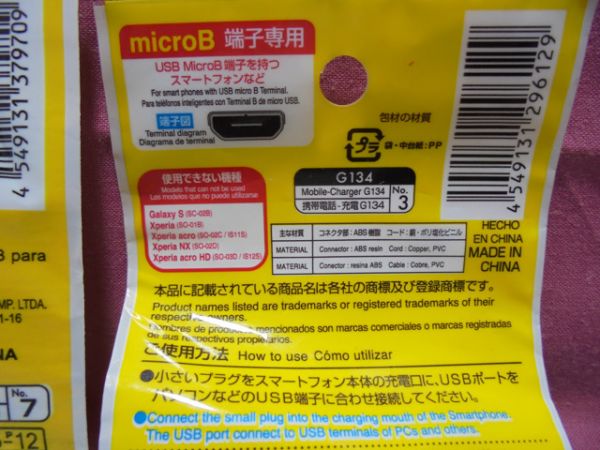 4 549131 379709
B para
MP. LTDA.
1-16
NA
No.
7
P-12
microB 端子専用
USB MicroB 端子を持つ
スマートフォンなど
For smart phones with USB micro B Terminal.
Para teléfonos inteligentes con Terminal B de micro USB.
端子図
Terminal diagram
Diagrama de terminal
包材の材質
プラ 袋・中台紙:PP
4 549131 296129
使用できない機種
Models that can not be used
Los modelos que no puede utilizarse
Galaxy S (SO-02B)
Xperia (SO-01B)
Xperia acro (SO-02C / IS11S)
Xperia NX (SO-02D)
Xperia acro HD (SO-03D / IS12S)
G134
Mobile-Charger G134
携帯電話-充電G134
No.
3
主な材質 コネクタ部:ABS樹脂 コード:銅・ポリ塩化ビニル
MATERIAL Connector : ABS resin Cord : Copper, PVC
MATERIAL Conector : resina ABS Cable : Cobre, PVC
HECHO
EN CHINA
MADE IN
CHINA
本品に記載されている商品名は各社の商標及び登録商標です。
Product names listed are trademarks or registered trademarks of their
respective owners.
Nombres de productos mencionados son marcas comerciales o marcas registradas
de sus respectivos propietarios.
ご使用方法 How to use Cómo utilizar
●小さいプラグをスマートフォン本体の充電口に、USBポートを
パソコンなどのUSB端子に合わせ接続してください。
●Connect the small plug into the charging mouth of the Smartphone.
The USB port connect to USB terminals of PCs and others.